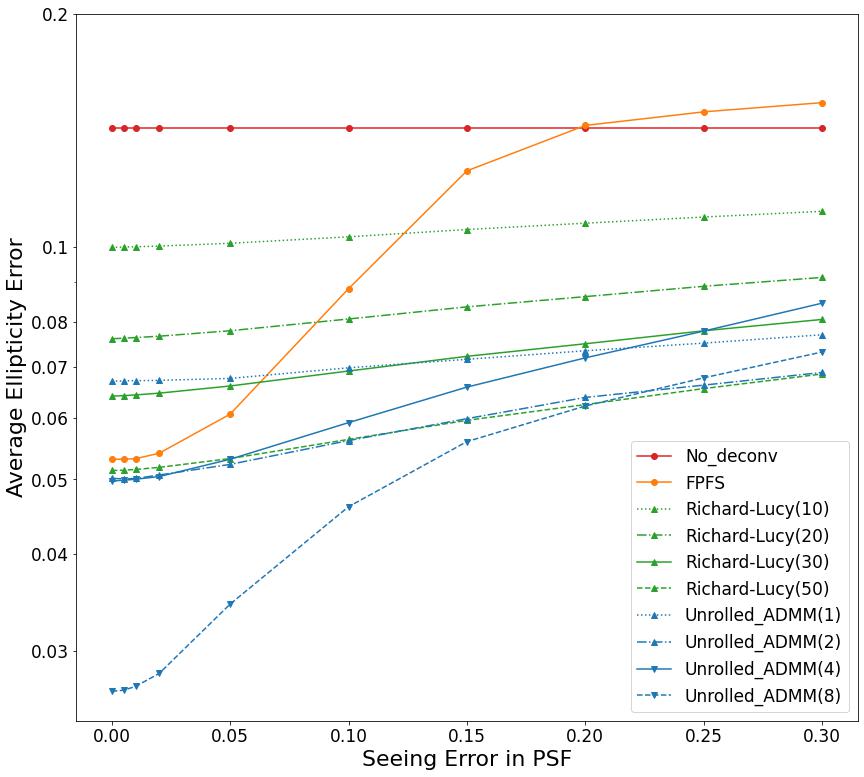 0.2
0.1
0.08
0.07
0.06
0.05
0.04
0.03
Average Ellipticity Error
0.00 0.05 0.10 0.15 0.20 0.25 0.30
Seeing Error in PSF
No_deconv
FPFS
Richard-Lucy(10)
Richard-Lucy(20)
Richard-Lucy(30)
Richard-Lucy(50)
Unrolled_ADMM(1)
Unrolled_ADMM(2)
Unrolled_ADMM(4)
Unrolled_ADMM(8)